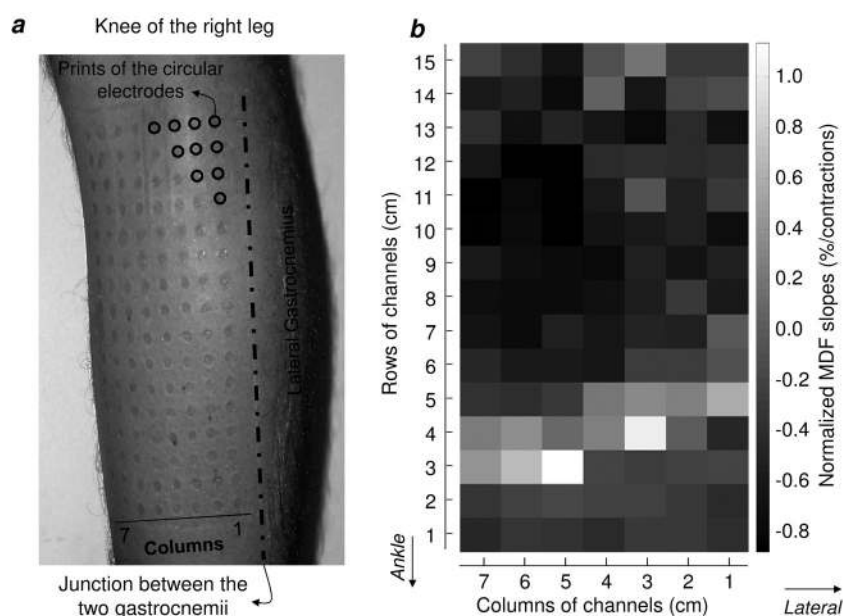 a
Knee of the right leg
Prints of the circular
electrodes
Lateral Gastrocnemius
7
1
Columns
Junction between the
two gastrocnemii
b
15
14
13
12
11
10
9
8
7
6
5
4
3
2
1
Rows of channels (cm)
Ankle
7 6 5 4 3 2 1
Columns of channels (cm)
Lateral
1.0
0.8
0.6
0.4
0.2
0.0
-0.2
-0.4
-0.6
-0.8
Normalized MDF slopes (%/contractions)